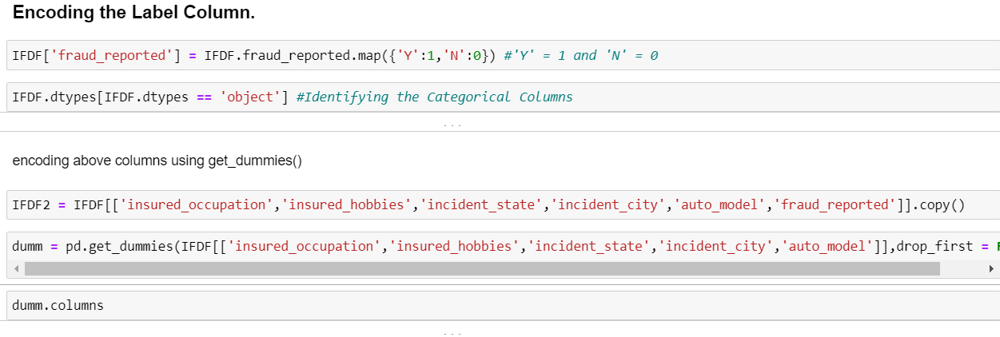 Encoding the Label Column.
IFDF['fraud_reported'] = IFDF.fraud_reported.map({'Y':1,'N':0}) #'Y' = 1 and 'N' = 0
IFDF.dtypes[IFDF.dtypes == 'object'] #Identifying the Categorical Columns
...
encoding above columns using get_dummies()
IFDF2 = IFDF[['insured_occupation','insured_hobbies','incident_state','incident_city','auto_model','fraud_reported']].copy()
dumm = pd.get_dummies(IFDF[['insured_occupation','insured_hobbies','incident_state','incident_city','auto_model']],drop_first =
dumm.columns
...